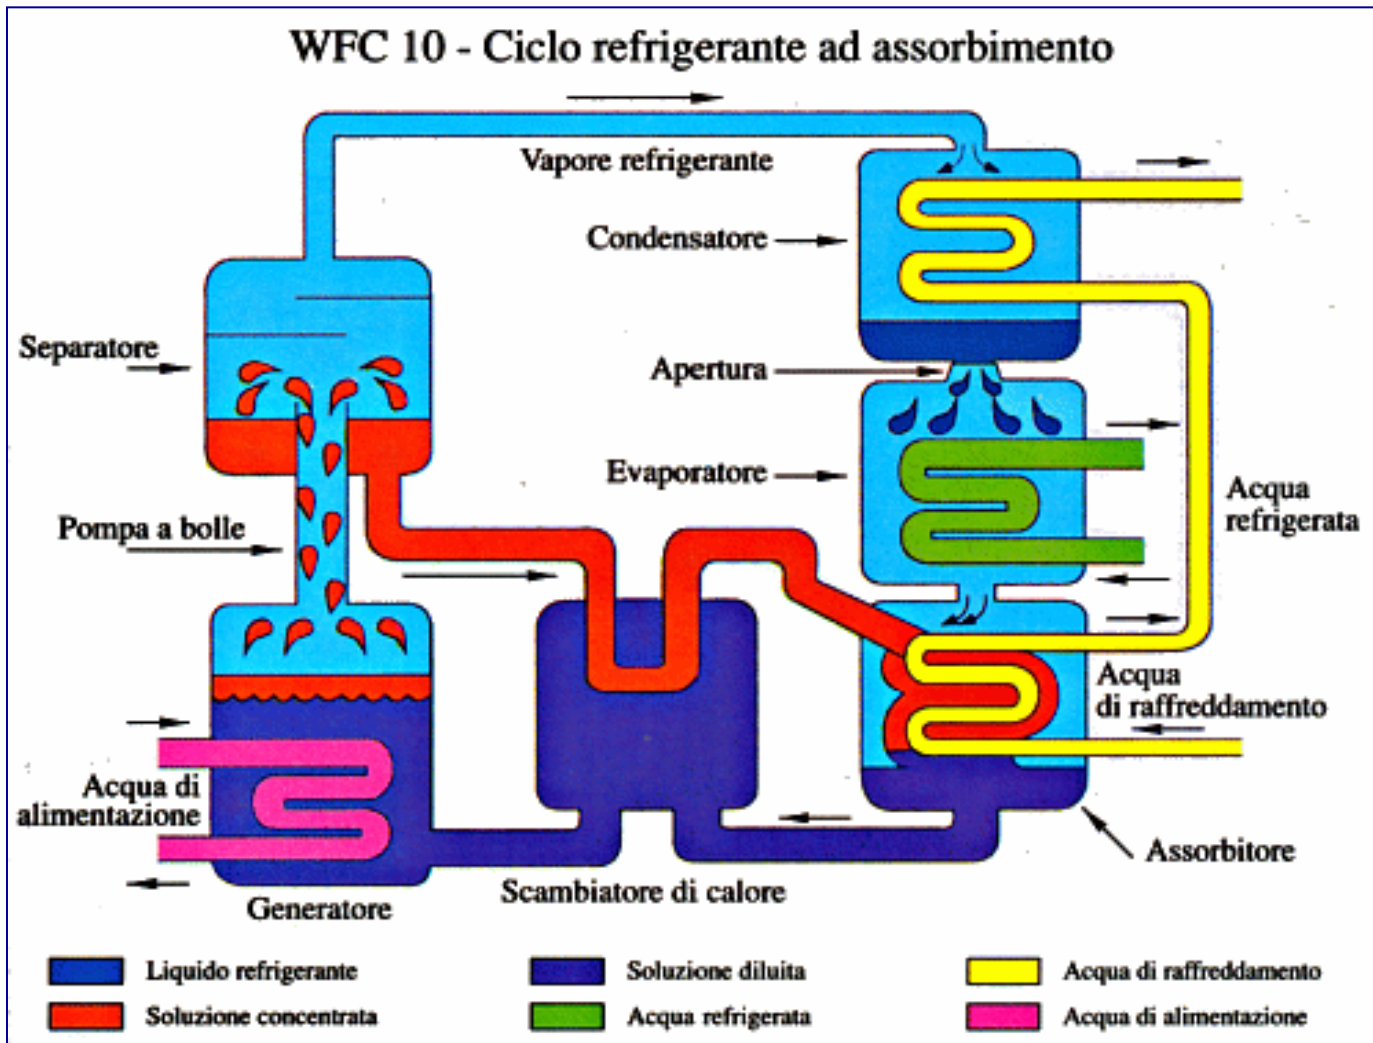 WFC 10 - Ciclo refrigerante ad assorbimento
Vapore refrigerante
Condensatore
Separatore
Apertura
Evaporatore
Acqua
refrigerata
Pompa a bolle
Acqua
di raffreddamento
Acqua di
alimentazione
Assorbitore
Scambiatore di calore
Generatore
Liquido refrigerante
Soluzione diluita
Acqua di raffreddamento
Soluzione concentrata
Acqua refrigerata
Acqua di alimentazione